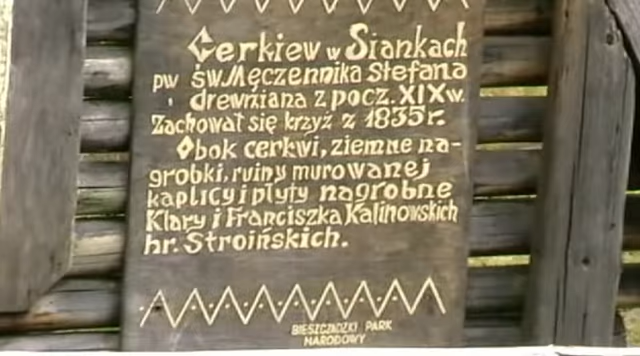 Cerkiew w Siankach
pw św. Męczennika Stefana
drewniana z pocz. XIX w.
Zachował się krzyż z 1835 r.
Obok cerkwi, ziemne na-
grobki, ruiny murowanej
kaplicy i płyty nagrobne
Klary i Franciszka Kalinowskich
hr. Stroińskich.
BIESZCZADZKI PARK
NARODOWY